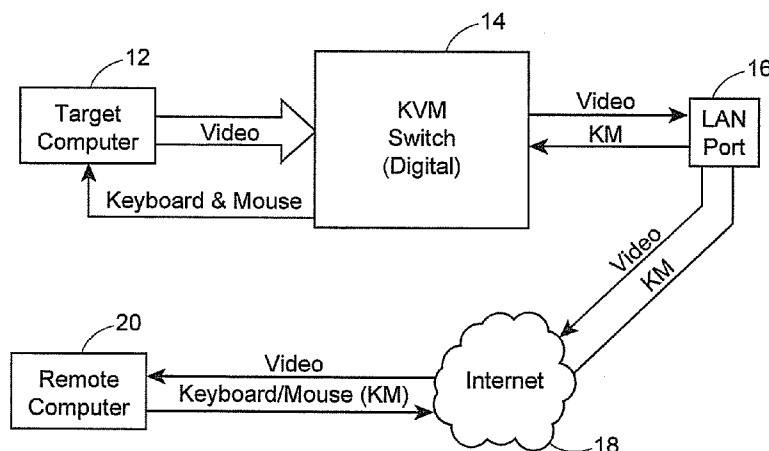 14
12
16
Target
Computer
Video
KVM
Switch
(Digital)
Video
KM
LAN
Port
Keyboard & Mouse
Video
KM
20
Remote
Computer
Video
Keyboard/Mouse (KM)
Internet
18